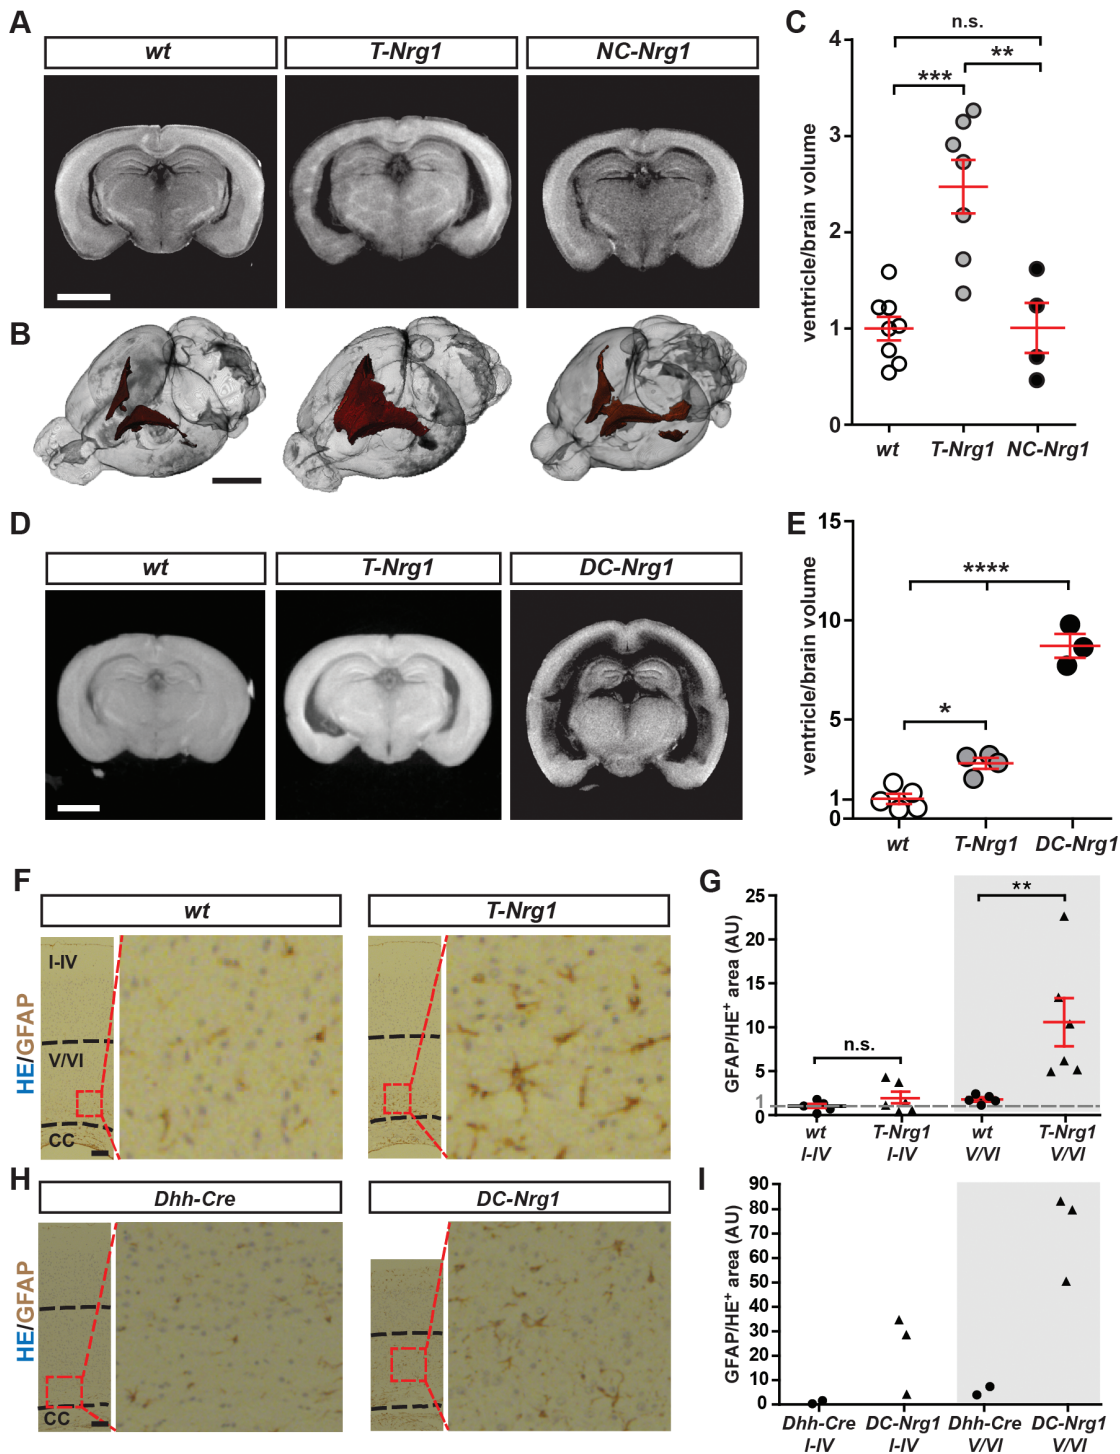 A
wt
T-Nrg1
NC-Nrg1
B
C
n.s.
***
**
ventricle/brain volume
4
3
2
1
0
wt
T-Nrg1
NC-Nrg1
D
wt
T-Nrg1
DC-Nrg1
E
****
*
ventricle/brain volume
15
10
5
1
0
wt
T-Nrg1
DC-Nrg1
F
wt
T-Nrg1
HE/GFAP
I-IV
V/VI
CC
G
n.s.
**
GFAP/HE⁺ area (AU)
25
20
15
10
5
1
0
wt
I-IV
T-Nrg1
I-IV
wt
V/VI
T-Nrg1
V/VI
H
Dhh-Cre
DC-Nrg1
HE/GFAP
CC
I
GFAP/HE⁺ area (AU)
90
80
70
60
50
40
30
20
10
0
Dhh-Cre
I-IV
DC-Nrg1
I-IV
Dhh-Cre
V/VI
DC-Nrg1
V/VI